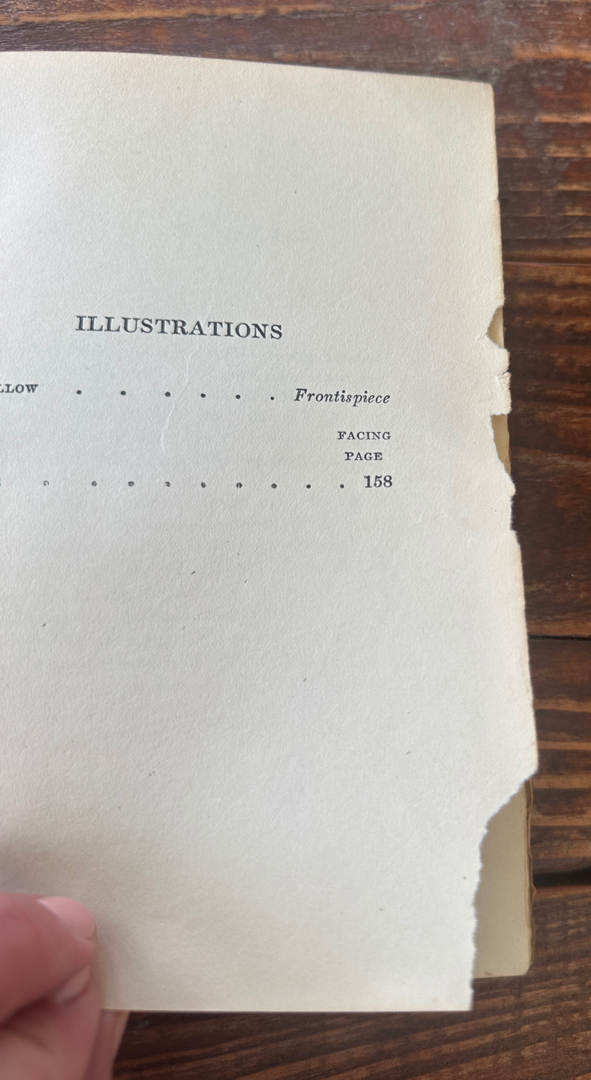 ILLUSTRATIONS
LLOW . . . . . . Frontispiece
FACING
PAGE
. . . . . . . . . . 158